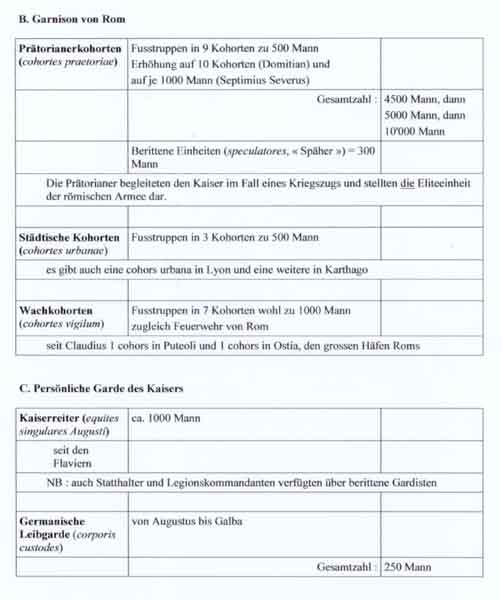 B. Garnison von Rom
Prätorianerkohorten
(cohortes praetoriae)
Fusstruppen in 9 Kohorten zu 500 Mann
Erhöhung auf 10 Kohorten (Domitian) und
auf je 1000 Mann (Septimius Severus)
Gesamtzahl :
4500 Mann, dann
5000 Mann, dann
10'000 Mann
Berittene Einheiten (speculatores, « Späher ») = 300
Mann
Die Prätorianer begleiteten den Kaiser im Fall eines Kriegszugs und stellten die Eliteeinheit
der römischen Armee dar.
Städtische Kohorten
(cohortes urbanae)
Fusstruppen in 3 Kohorten zu 500 Mann
es gibt auch eine cohors urbana in Lyon und eine weitere in Karthago
Wachkohorten
(cohortes vigilum)
Fusstruppen in 7 Kohorten wohl zu 1000 Mann
zugleich Feuerwehr von Rom
seit Claudius 1 cohors in Puteoli und 1 cohors in Ostia, den grossen Häfen Roms
C. Persönliche Garde des Kaisers
Kaiserreiter (equites
singulares Augusti)
ca. 1000 Mann
seit den
Flaviern
NB : auch Statthalter und Legionskommandanten verfügten über berittene Gardisten
Germanische
Leibgarde (corporis
custodes)
von Augustus bis Galba
Gesamtzahl :
250 Mann